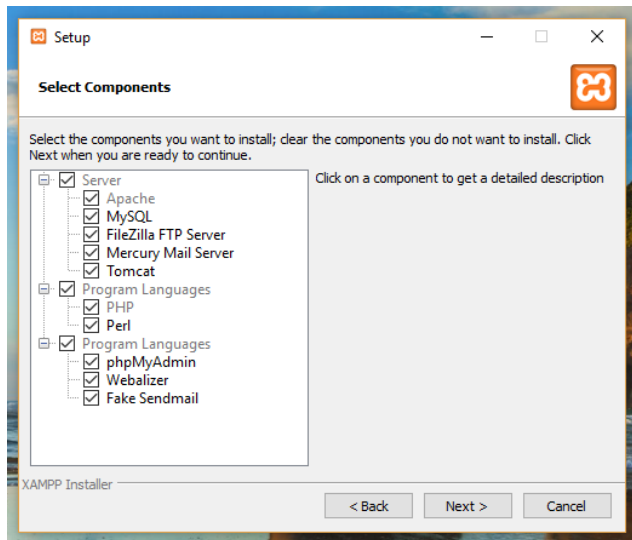 Setup
Select Components
Select the components you want to install; clear the components you do not want to install. Click
Next when you are ready to continue.
Server
Apache
MySQL
FileZilla FTP Server
Mercury Mail Server
Tomcat
Program Languages
PHP
Perl
Program Languages
phpMyAdmin
Webalizer
Fake Sendmail
Click on a component to get a detailed description
XAMPP Installer
< Back
Next >
Cancel